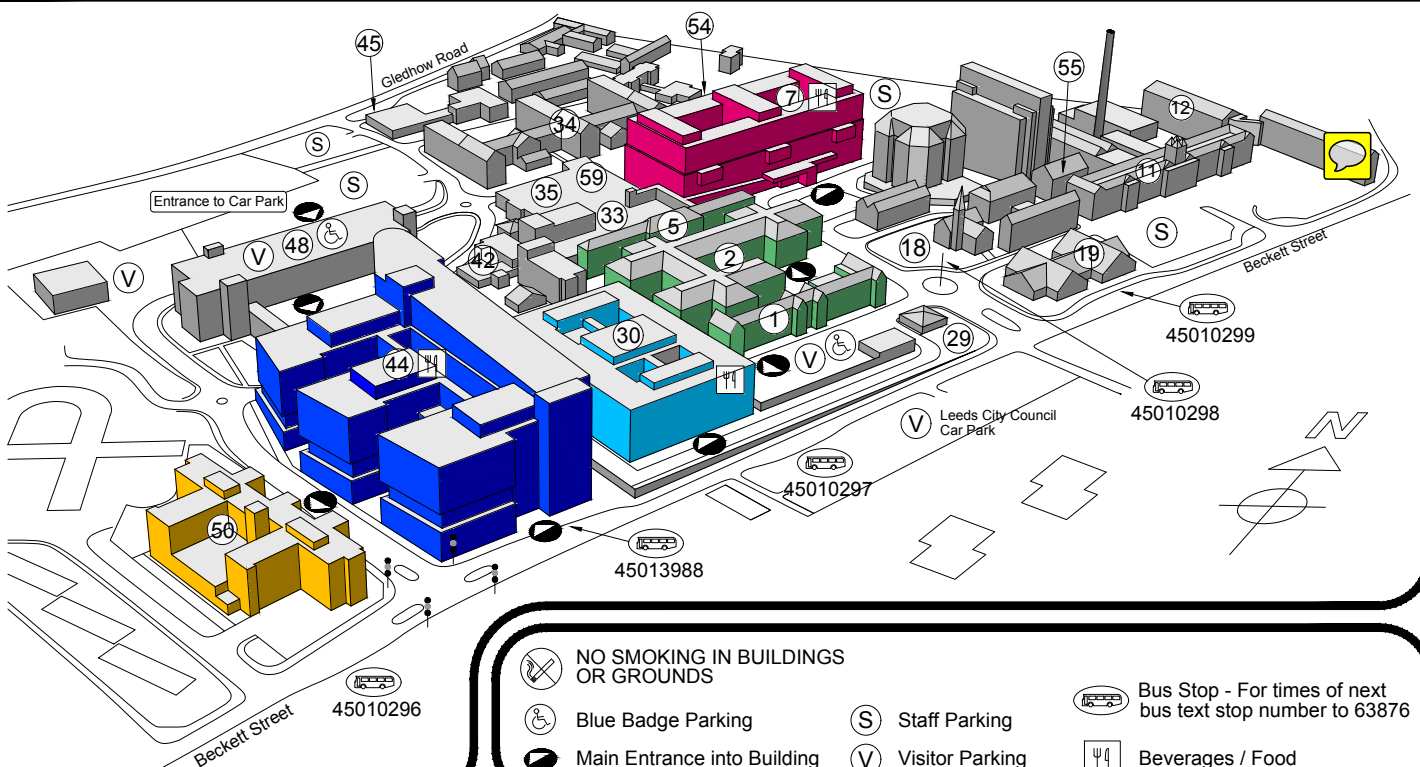 45
54
Gledhow Road
55
7
S
12
34
S
11
59
S
35
Entrance to Car Park
33
5
S
V
48
18
2
19
Beckett Street
V
42
45010299
30
1
V
29
44
45010298
V
Leeds City Council
Car Park
N
45010297
50
45013988
45010296
Beckett Street
NO SMOKING IN BUILDINGS
OR GROUNDS
Blue Badge Parking
Main Entrance into Building
S
Staff Parking
V
Visitor Parking
Bus Stop - For times of next
bus text stop number to 63876
Beverages / Food